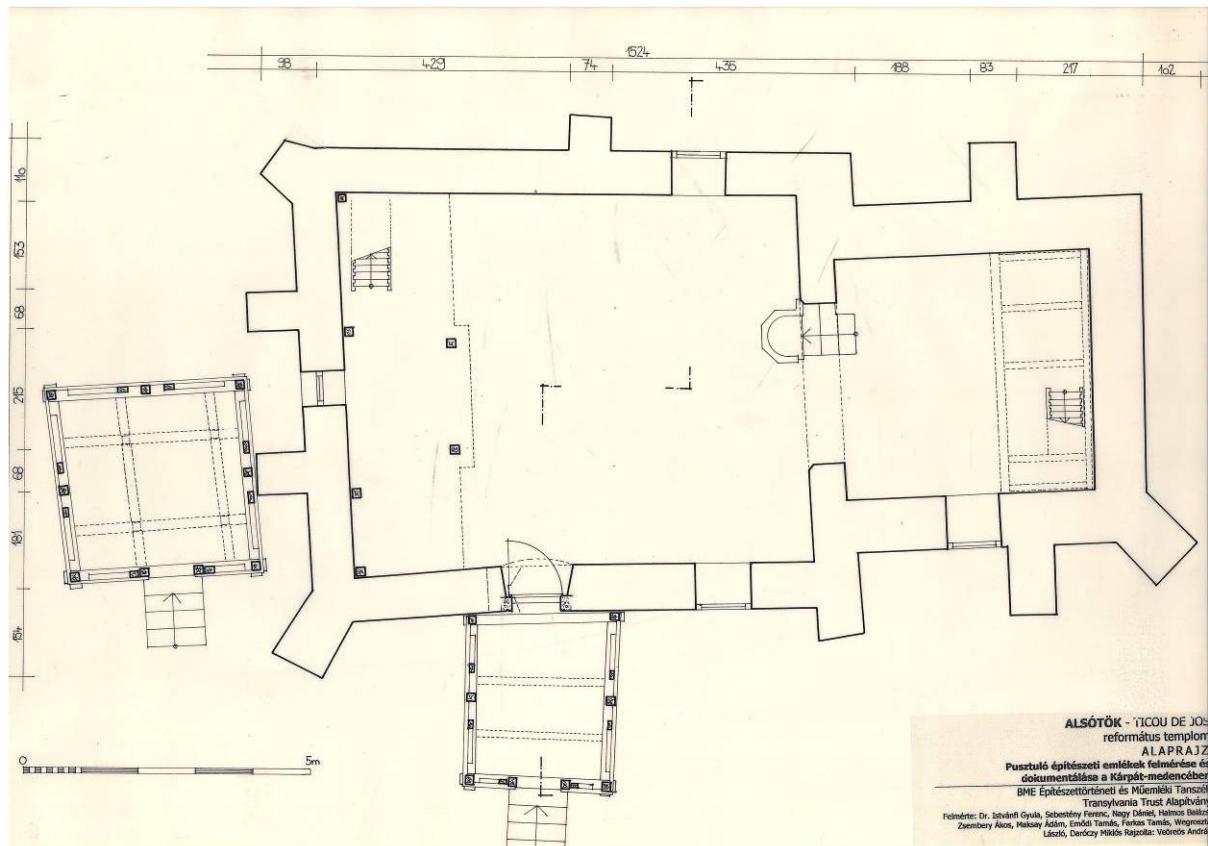 1524
98 429 74 435 188 83 217 102
110
153
68
215
68
181
154
0 5m
ALSÓTÖK - TICOU DE JOS
református templom
ALAPRAJZ
Pusztuló építészeti emlékek felmérése és
dokumentálása a Kárpát-medencében
BME Építészettörténeti és Műemléki Tanszék
Transylvania Trust Alapítvány
Felmérte: Dr. Istvánfi Gyula, Sebestény Ferenc, Nagy Dániel, Halmos Balázs
Zsembery Ákos, Maksay Ádám, Emődi Tamás, Farkas Tamás, Wegroszta
László, Daróczy Miklós Rajzolta: Veöreös Andrá